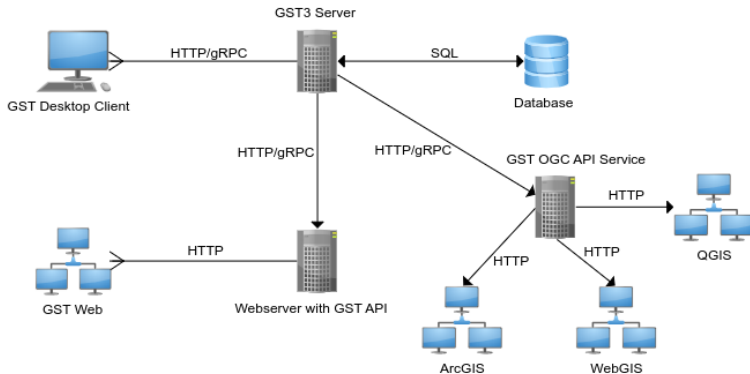 GST3 Server
HTTP/gRPC
SQL
GST Desktop Client
Database
HTTP/gRPC
HTTP/gRPC
GST OGC API Service
HTTP
HTTP
QGIS
HTTP
HTTP
GST Web
Webserver with GST API
ArcGIS
WebGIS